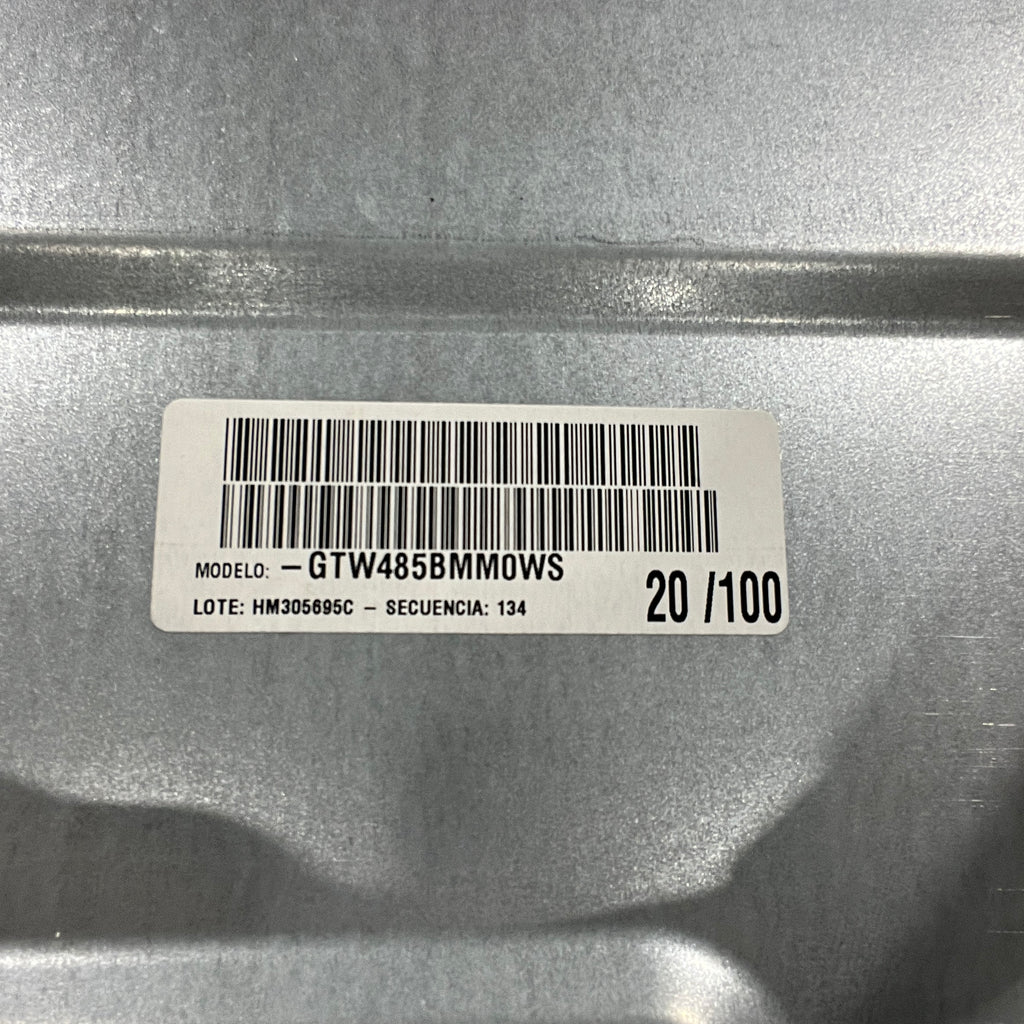 MODELO: –GTW485BMM0WS
LOTE: HM305695C – SECUENCIA: 134
20 /100